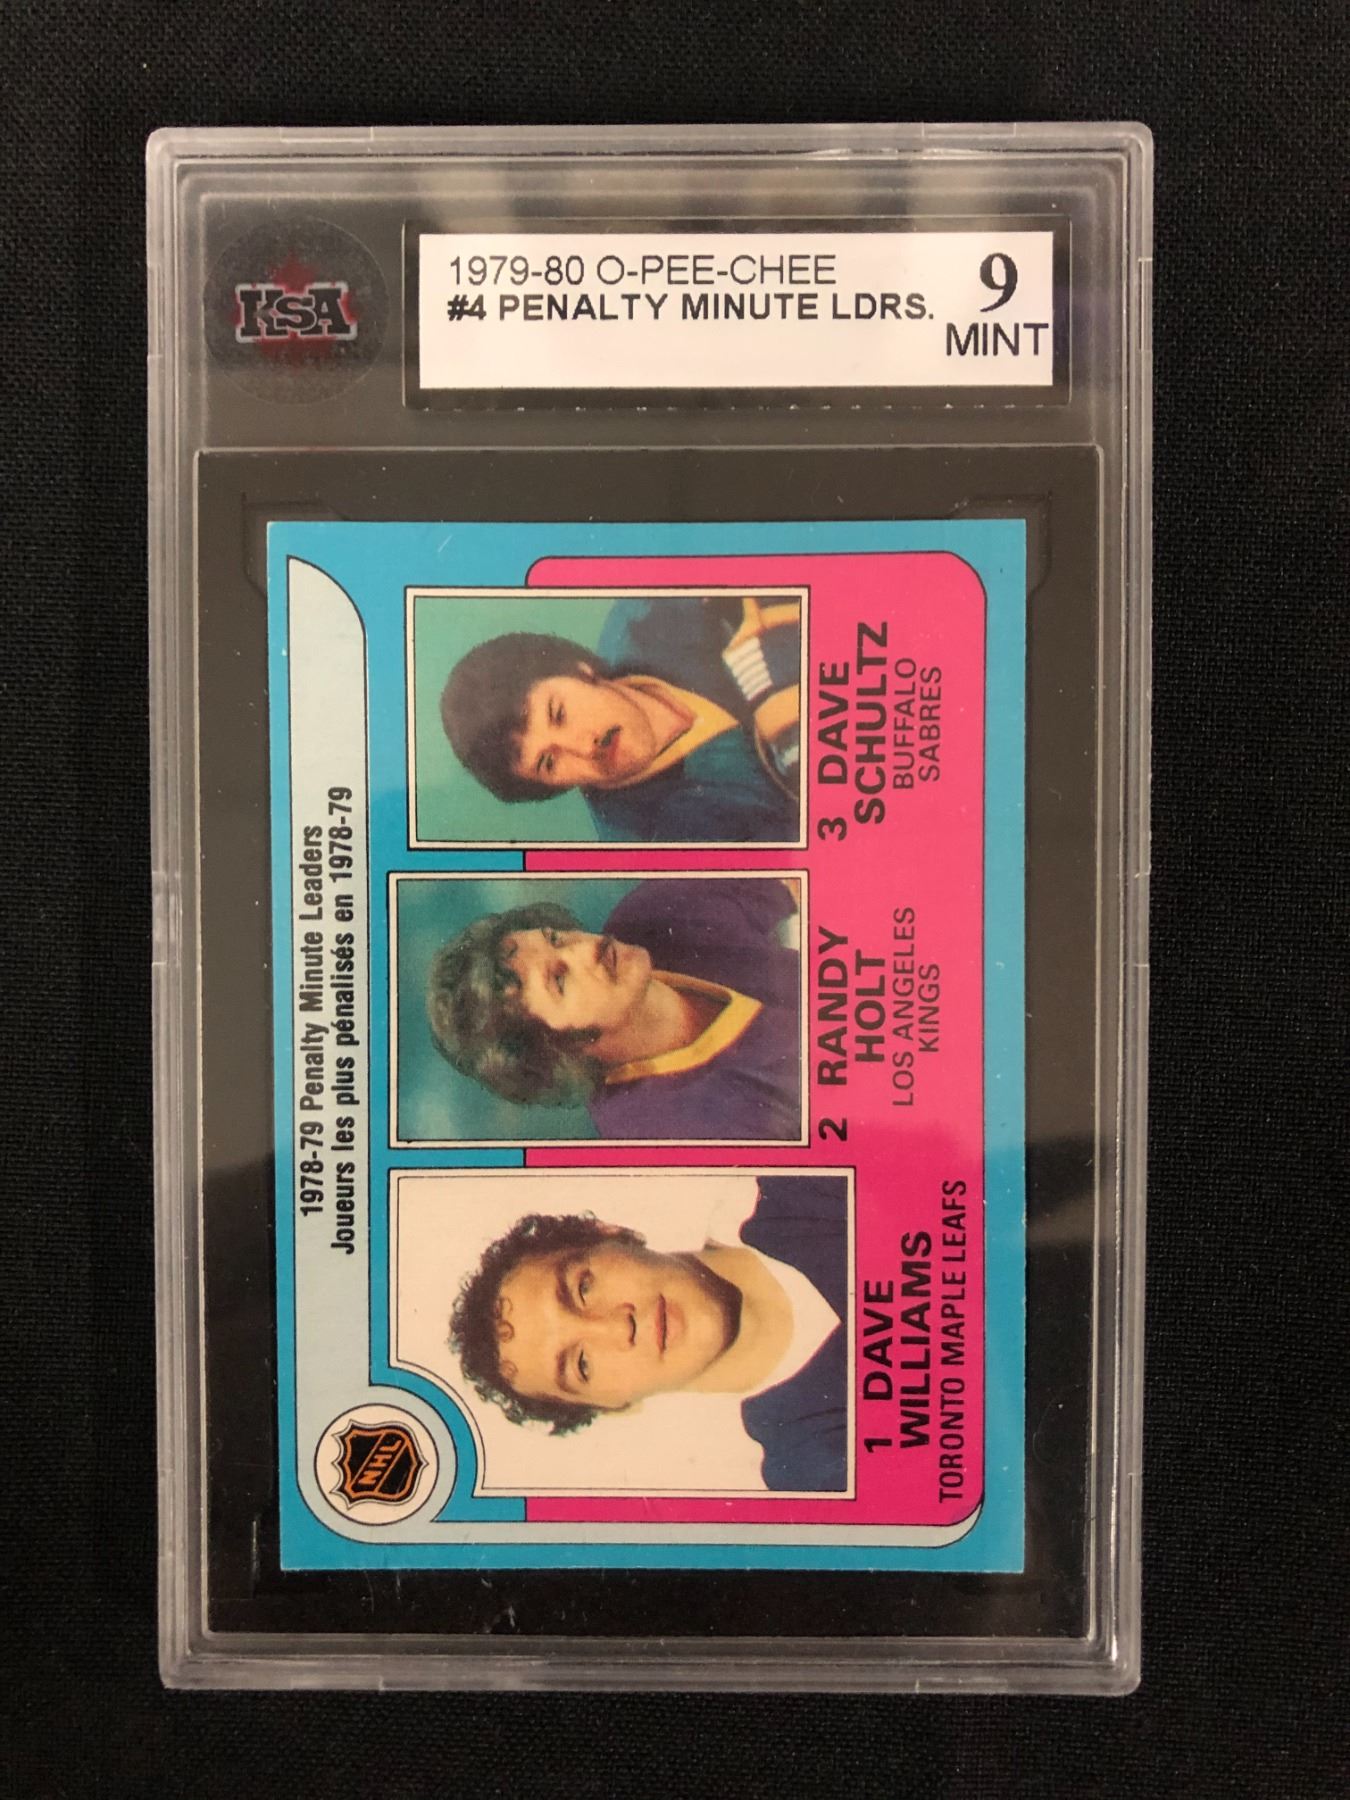 KSA
1979-80 O-PEE-CHEE
#4 PENALTY MINUTE LDRS.
9
MINT
1978-79 Penalty Minute Leaders
Joueurs les plus pénalisés en 1978-79
NHL
1 DAVE
WILLIAMS
TORONTO MAPLE LEAFS
2 RANDY
HOLT
LOS ANGELES
KINGS
3 DAVE
SCHULTZ
BUFFALO
SABRES